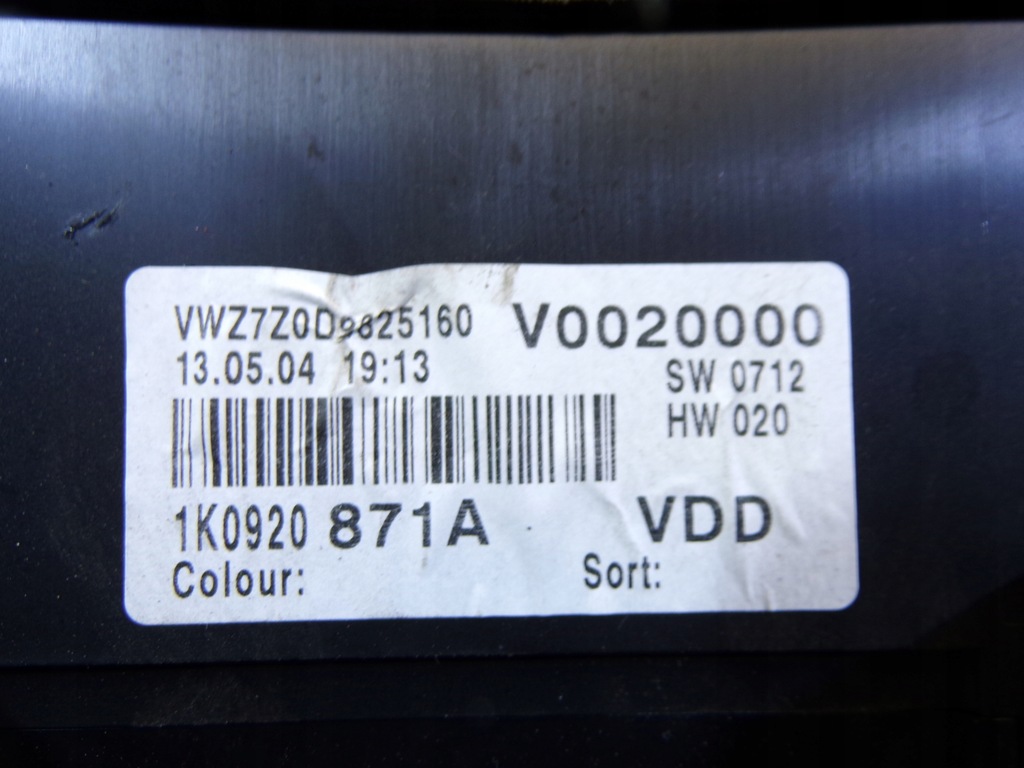 VWZ7Z0D9825160 V0020000
13.05.04 19:13 SW 0712
HW 020
1K0920 871A VDD
Colour: Sort: